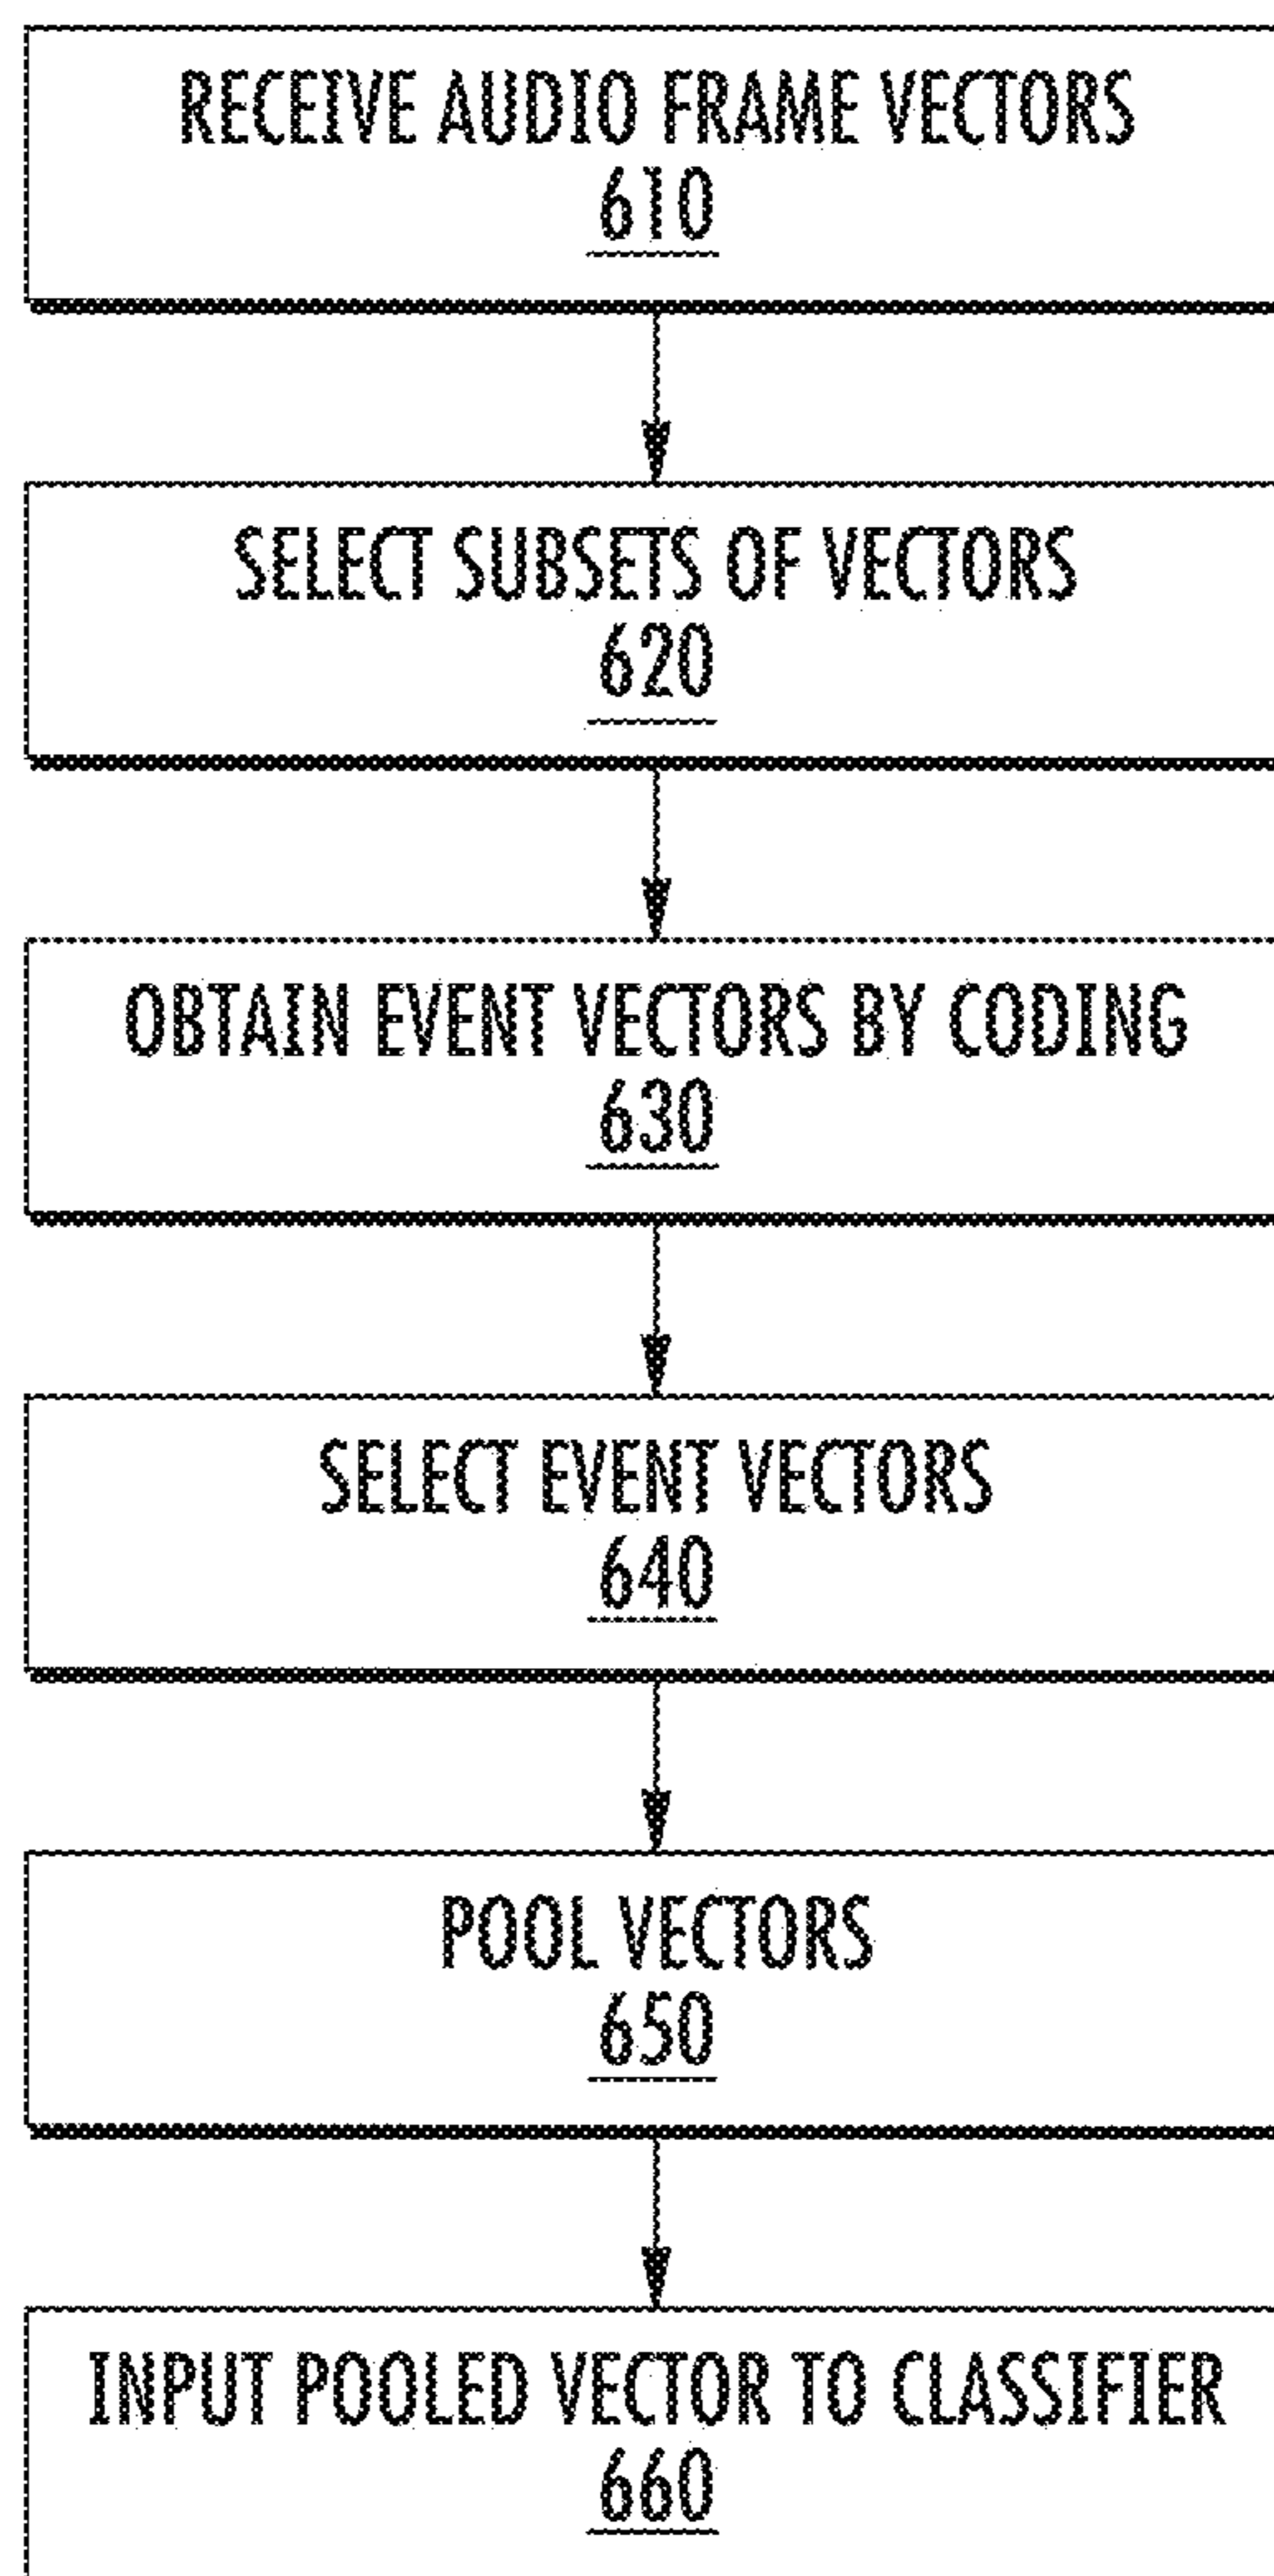 RECEIVE AUDIO FRAME VECTORS
610
SELECT SUBSETS OF VECTORS
620
OBTAIN EVENT VECTORS BY CODING
630
SELECT EVENT VECTORS
640
POOL VECTORS
650
INPUT POOLED VECTOR TO CLASSIFIER
660